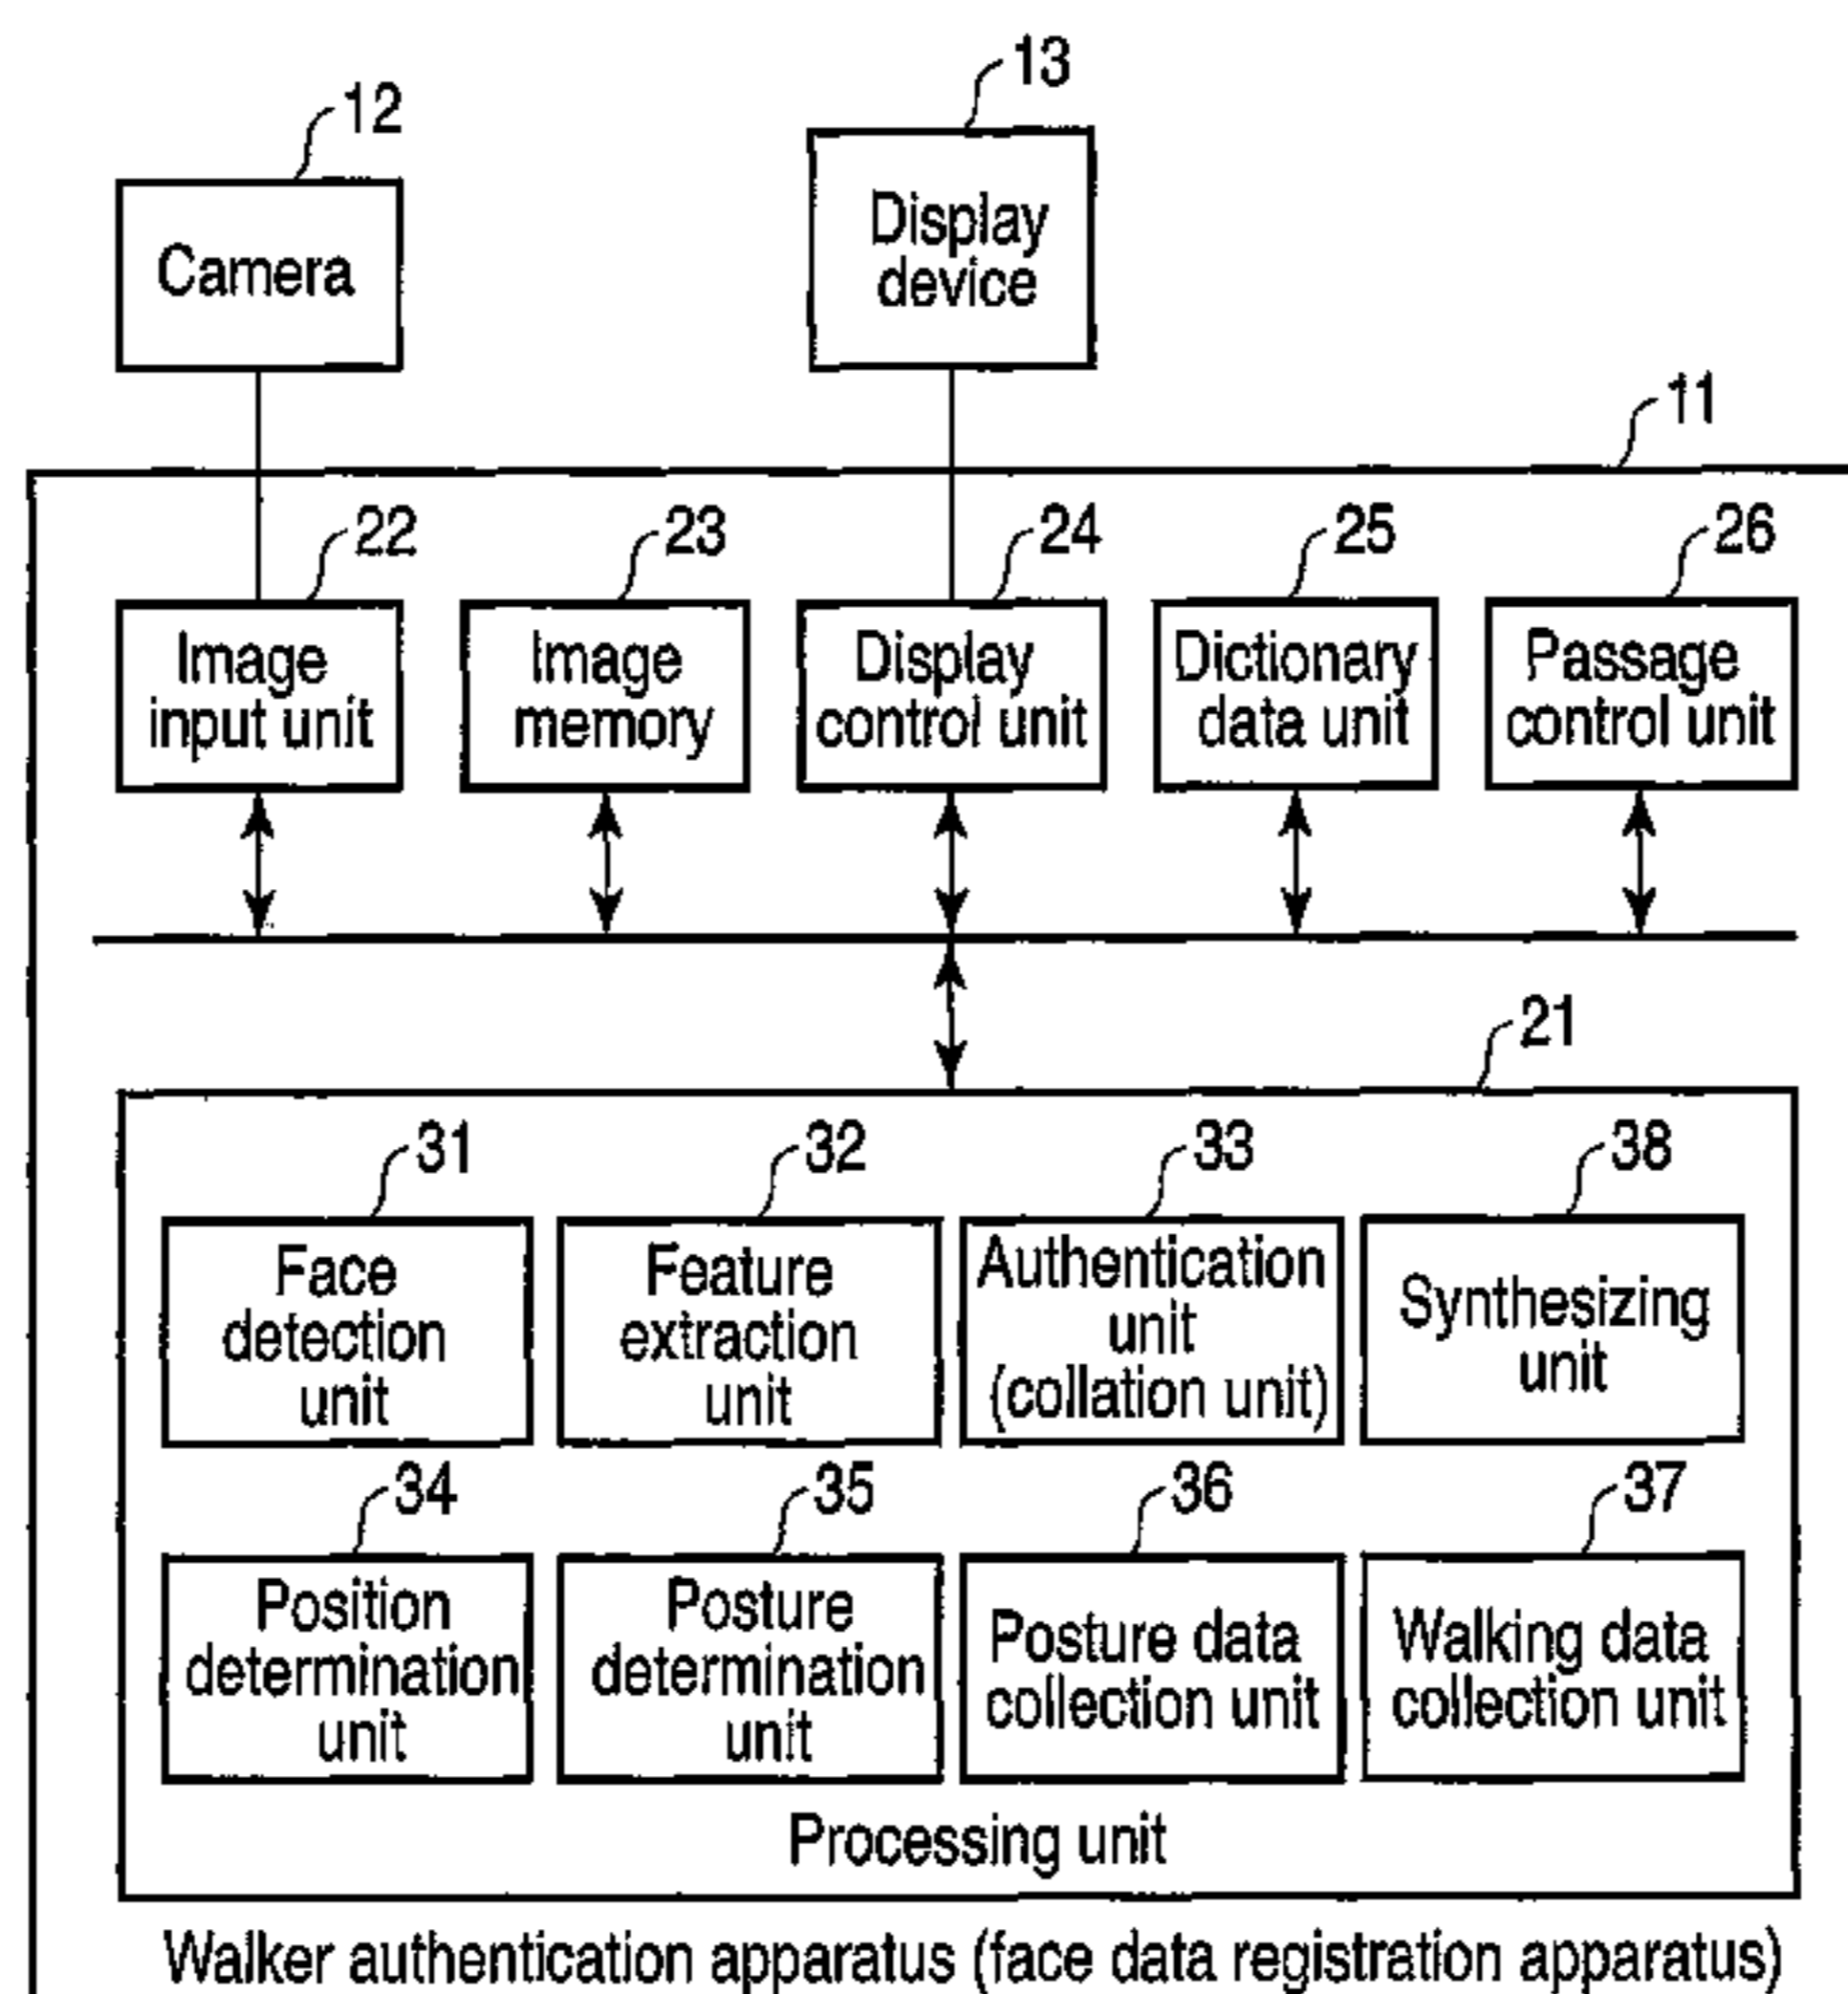 12
13
Camera
Display
device
11
22
23
24
25
26
Image
input unit
Image
memory
Display
control unit
Dictionary
data unit
Passage
control unit
21
31
32
33
38
Face
detection
unit
Feature
extraction
unit
Authentication
unit
(collation unit)
Synthesizing
unit
34
35
36
37
Position
determination
unit
Posture
determination
unit
Posture data
collection unit
Walking data
collection unit
Processing unit
Walker authentication apparatus (face data registration apparatus)